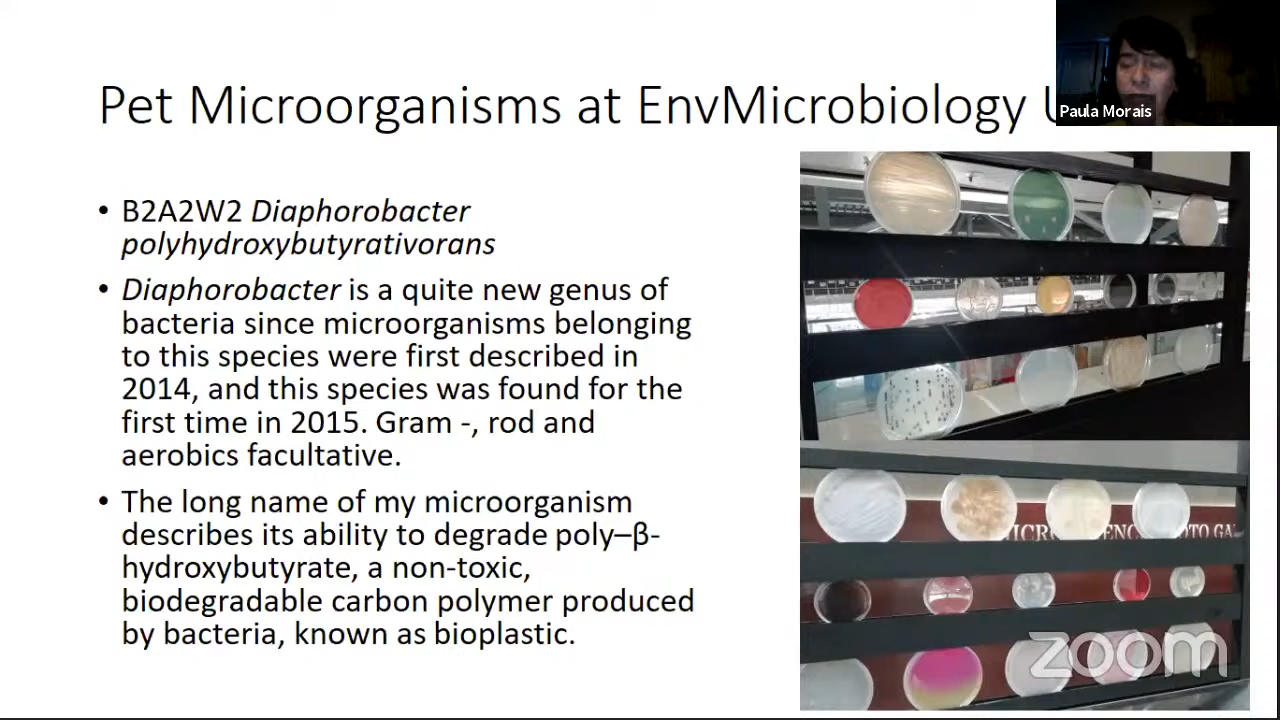 Pet Microorganisms at EnvMicrobiology
Paula Morais
• B2A2W2 Diaphorobacter
polyhydroxybutyrativorans
• Diaphorobacter is a quite new genus of
bacteria since microorganisms belonging
to this species were first described in
2014, and this species was found for the
first time in 2015. Gram -, rod and
aerobics facultative.
• The long name of my microorganism
describes its ability to degrade poly–β-
hydroxybutyrate, a non-toxic,
biodegradable carbon polymer produced
by bacteria, known as bioplastic.
zoom